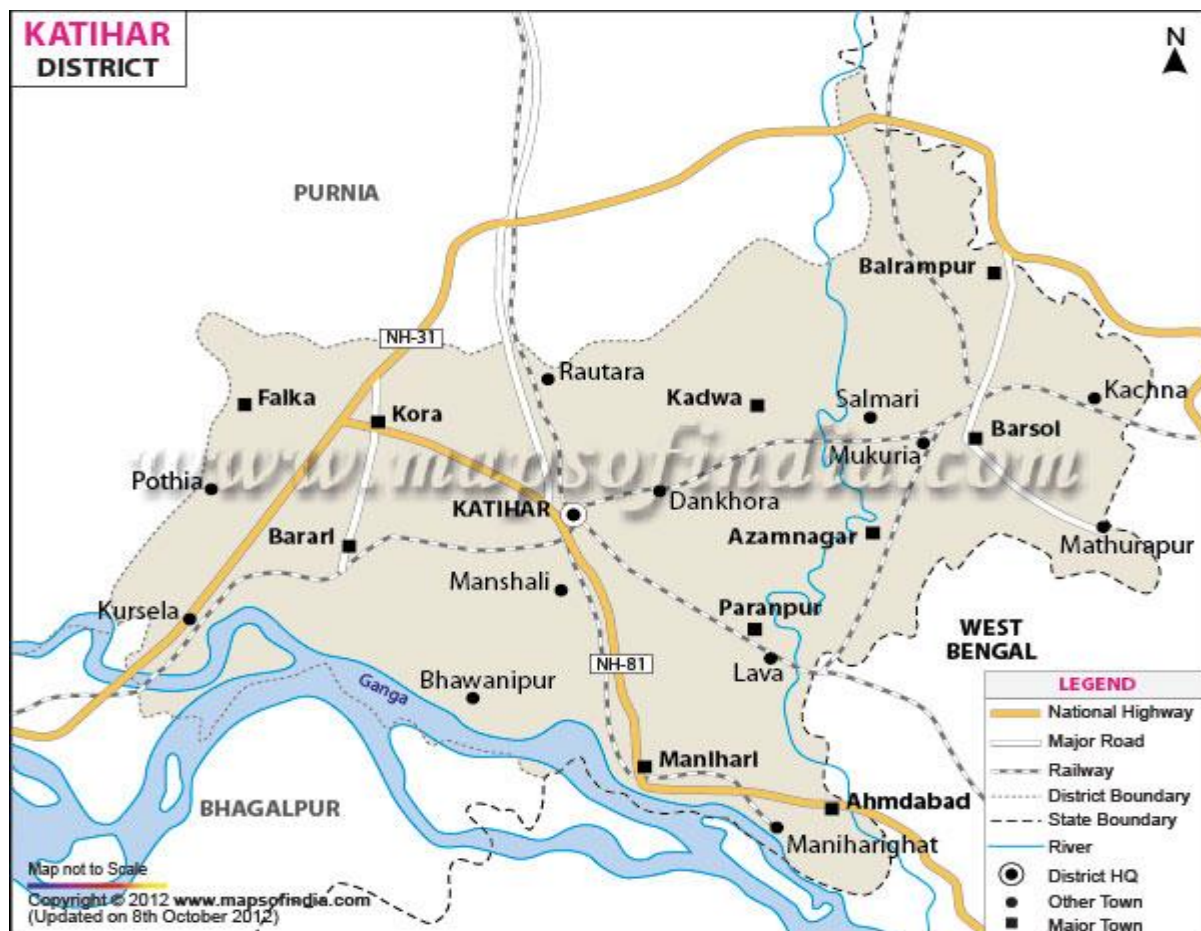 KATIHAR
DISTRICT
N
PURNIA
Balrampur
NH-31
Rautara
Falka
Kora
Kadwa
Salmari
Kachna
Barsol
Mukuria
www.mapsofindia.com
Pothia
Dankhora
KATIHAR
Azamnagar
Mathurapur
BararI
Manshali
Paranpur
Kursela
WEST
BENGAL
NH-81
Lava
Bhawanipur
Ganga
ManIharI
BHAGALPUR
Ahmdabad
Maniharighat
LEGEND
National Highway
Major Road
Railway
District Boundary
State Boundary
River
District HQ
Other Town
Major Town
Map not to Scale
Copyright © 2012 www.mapsofindia.com
(Updated on 8th October 2012)